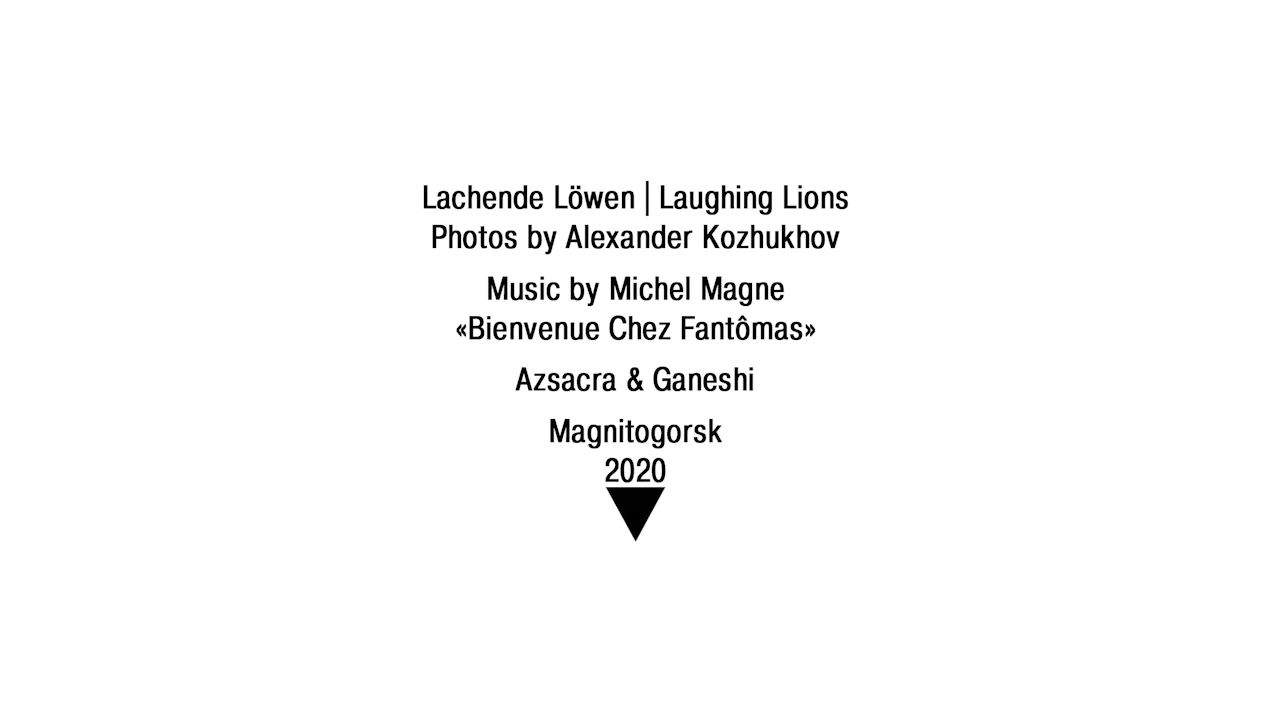 Lachende Löwen | Laughing Lions
Photos by Alexander Kozhukhov
Music by Michel Magne
«Bienvenue Chez Fantômas»
Azsacra & Ganeshi
Magnitogorsk
2020